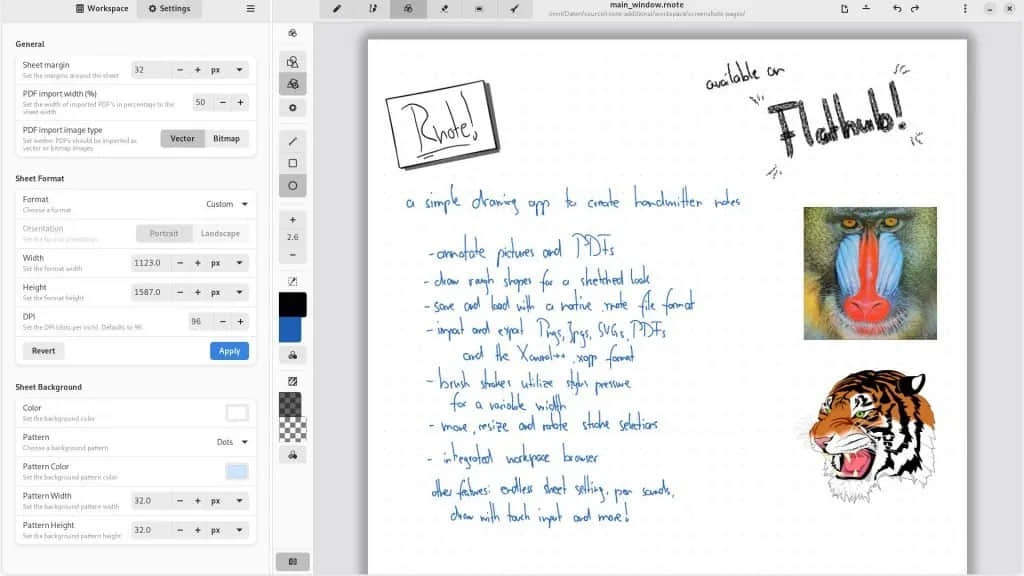 Workspace
Settings
main_window.rnote
General
Sheet margin
Set the margins around the sheet
32
px
PDF import width (%)
Set the width of imported PDF's in percentage to the
sheet width
50
PDF import image type
Set wether PDFs should be imported as
vector or bitmap images
Vector
Bitmap
Sheet Format
Format
Choose a format
Custom
Orientation
Set the format orientation
Portrait
Landscape
Width
Set the format width
1123.0
px
Height
Set the format height
1587.0
px
DPI
Set the DPI (dots per inch). Defaults to 96
96
Revert
Apply
Sheet Background
Color
Set the background color
Pattern
Choose a background pattern
Dots
Pattern Color
Set the background pattern color
Pattern Width
Set the background pattern width
32.0
px
Pattern Height
Set the background pattern height
32.0
px
2.6
Rnote!
available on
Flathub!
a simple drawing app to create handwritten notes
- annotate pictures and PDFs
- draw rough shapes for a sketched look
- save and load with a native .rnote file format
- import and export Pngs, Jpgs, SVGs, PDFs
and the Xournal++ .xopp format
- brush strokes utilize stylus pressure
for a variable width
- move, resize and rotate stroke selections
- integrated workspace browser
other features: endless sheet setting, pen sounds,
draw with touch input and more!